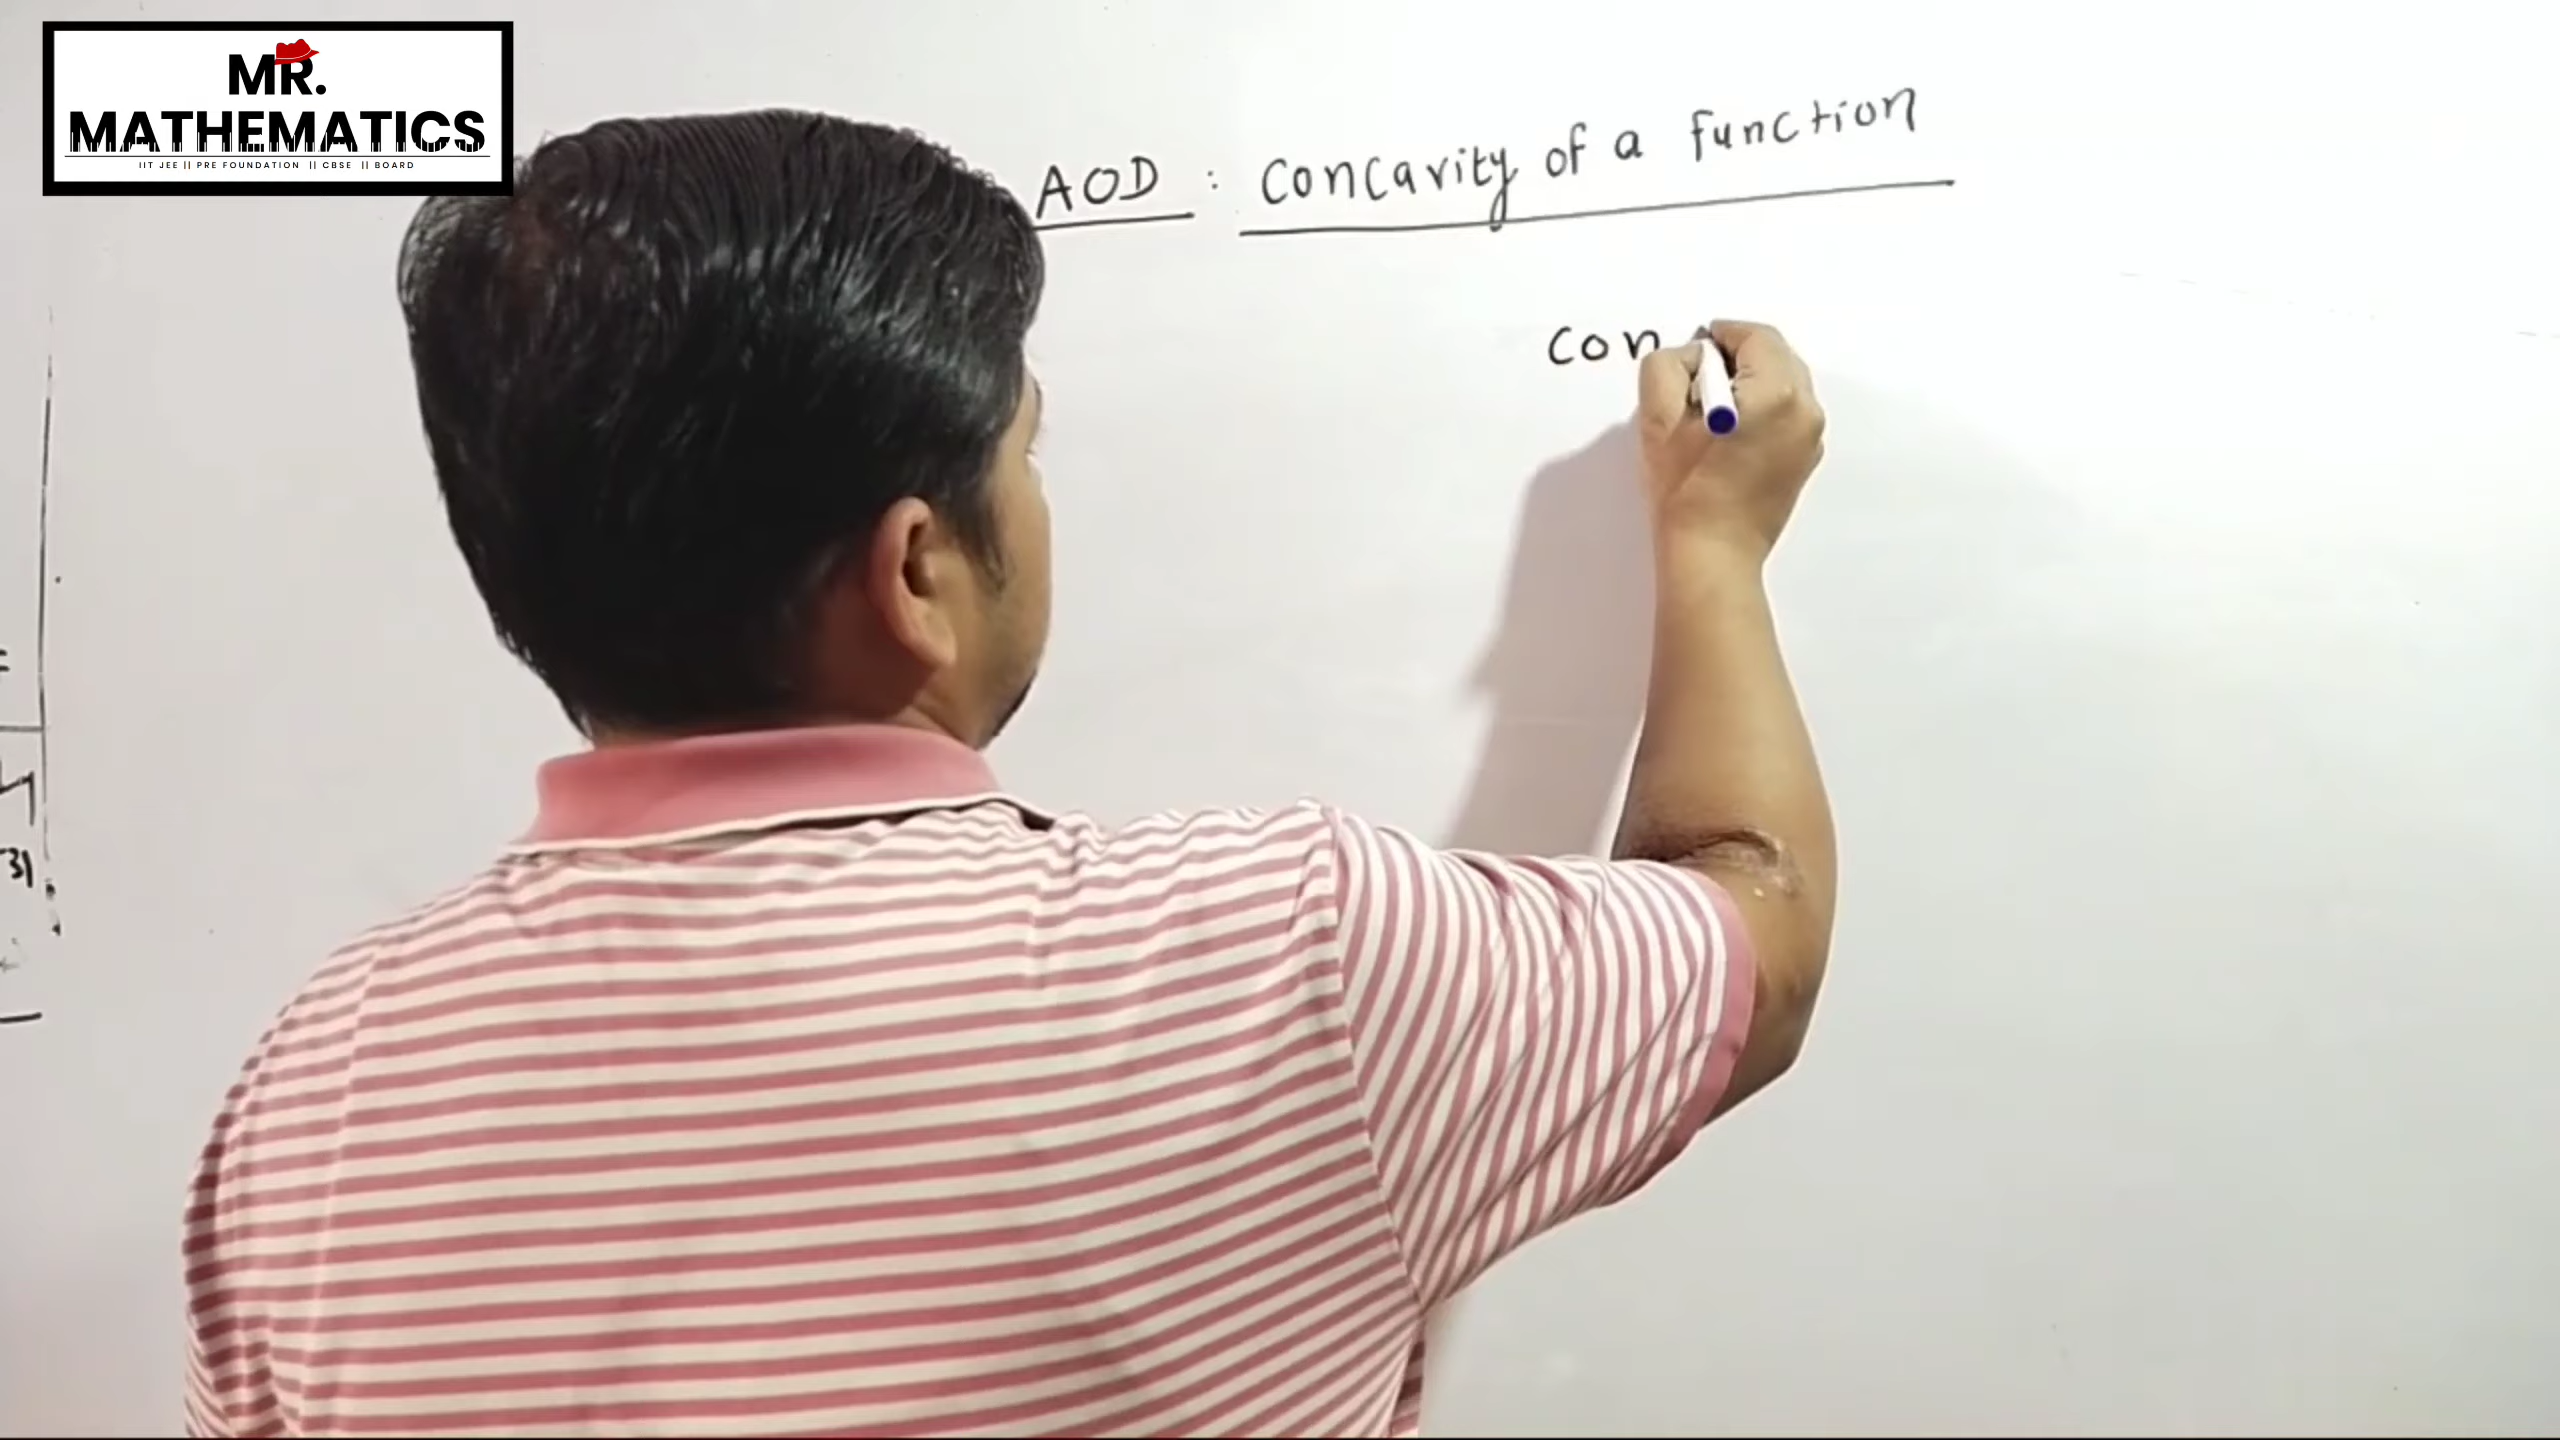 MR.
MATHEMATICS
IIT JEE || PRE FOUNDATION || CBSE || BOARD
AOD : Concavity of a function
Con